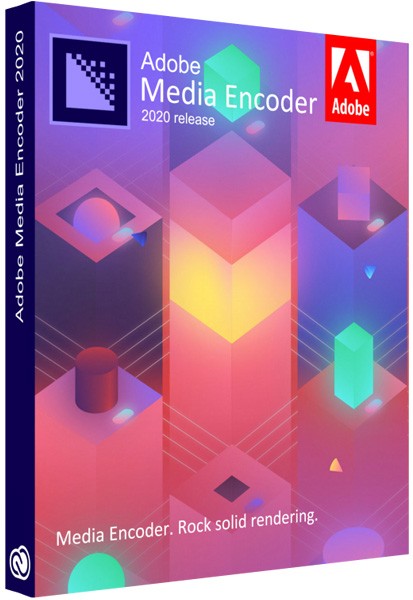 Adobe
Media Encoder
2020 release
Adobe
Adobe Media Encoder 2020
Media Encoder. Rock solid rendering.